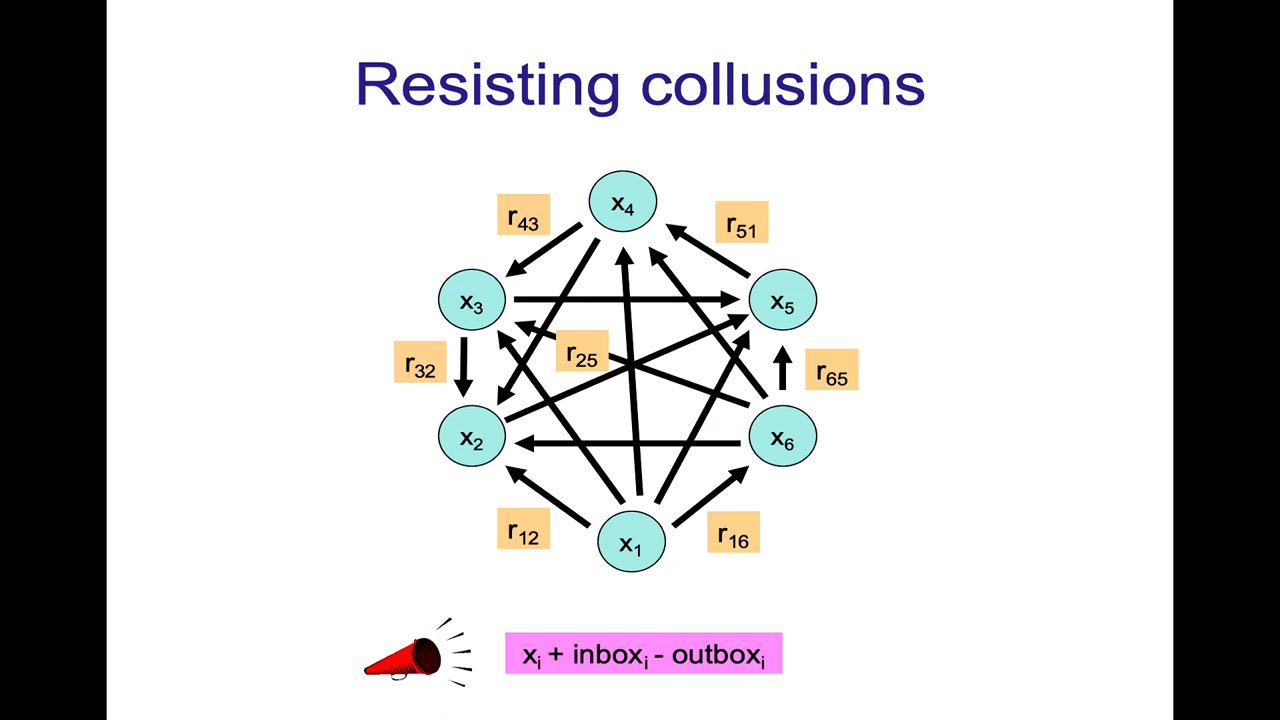 Resisting collusions
x4
r43
r51
x3
x5
r25
r32
r65
x2
x6
r12
r16
x1
xi + inboxi - outboxi